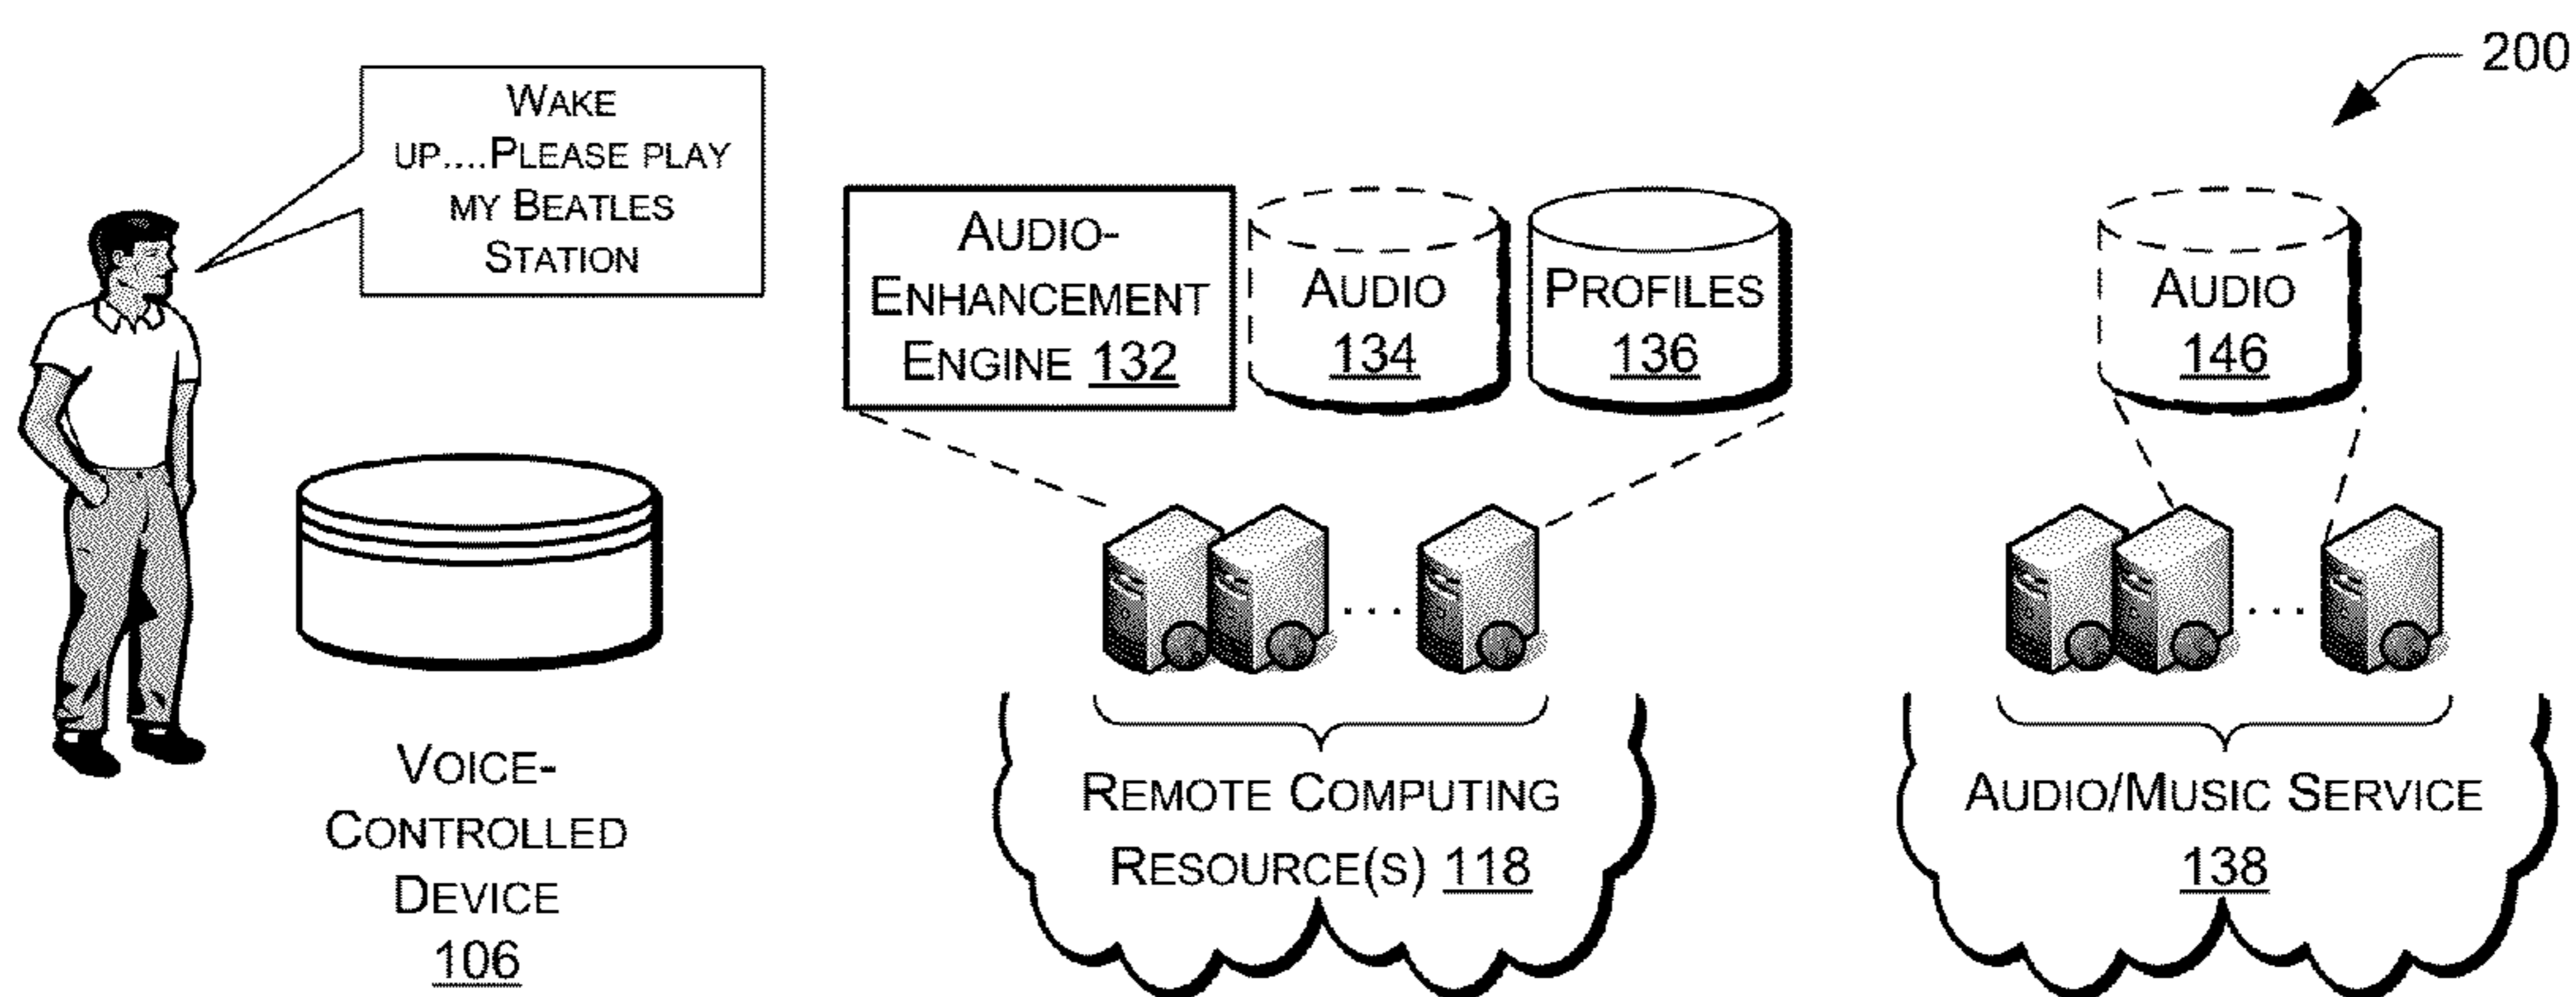 200
WAKE
UP....PLEASE PLAY
MY BEATLES
STATION
AUDIO-
ENHANCEMENT
ENGINE 132
AUDIO
134
PROFILES
136
AUDIO
146
VOICE-
CONTROLLED
DEVICE
106
REMOTE COMPUTING
RESOURCE(S) 118
AUDIO/MUSIC SERVICE
138